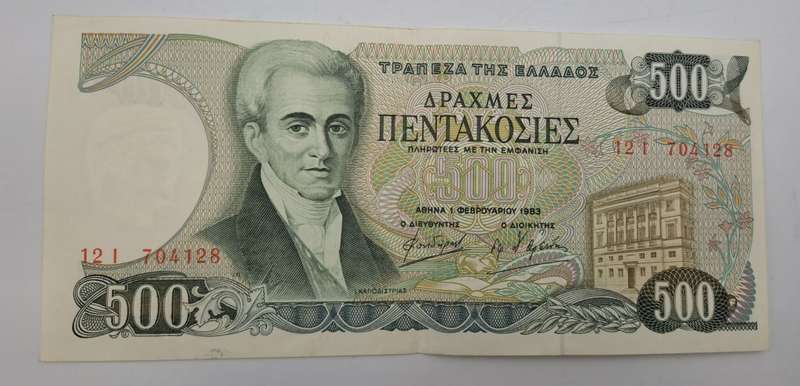 ΤΡΑΠΕΖΑ ΤΗΣ ΕΛΛΑΔΟΣ
500
ΔΡΑΧΜΕΣ
ΠΕΝΤΑΚΟΣΙΕΣ
ΠΛΗΡΩΤΕΕΣ ΜΕ ΤΗΝ ΕΜΦΑΝΙΣΗ
12 Ι 704128
500
ΑΘΗΝΑ 1 ΦΕΒΡΟΥΑΡΙΟΥ 1983
Ο ΔΙΕΥΘΥΝΤΗΣ Ο ΔΙΟΙΚΗΤΗΣ
12 Ι 704128
Ι. ΚΑΠΟΔΙΣΤΡΙΑΣ
500
500